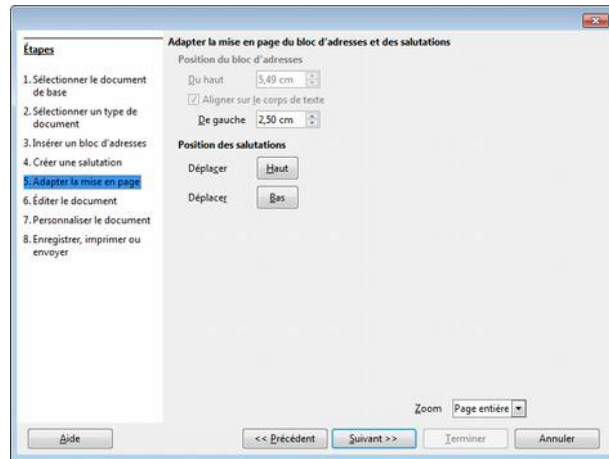 Étapes
1. Sélectionner le document
de base
2. Sélectionner un type de
document
3. Insérer un bloc d'adresses
4. Créer une salutation
5. Adapter la mise en page
6. Éditer le document
7. Personnaliser le document
8. Enregistrer, imprimer ou
envoyer
Adapter la mise en page du bloc d'adresses et des salutations
Position du bloc d'adresses
Du haut 5,49 cm
Aligner sur le corps de texte
De gauche 2,50 cm
Position des salutations
Déplacer Haut
Déplacer Bas
Zoom Page entière
Aide << Précédent Suivant >> Terminer Annuler